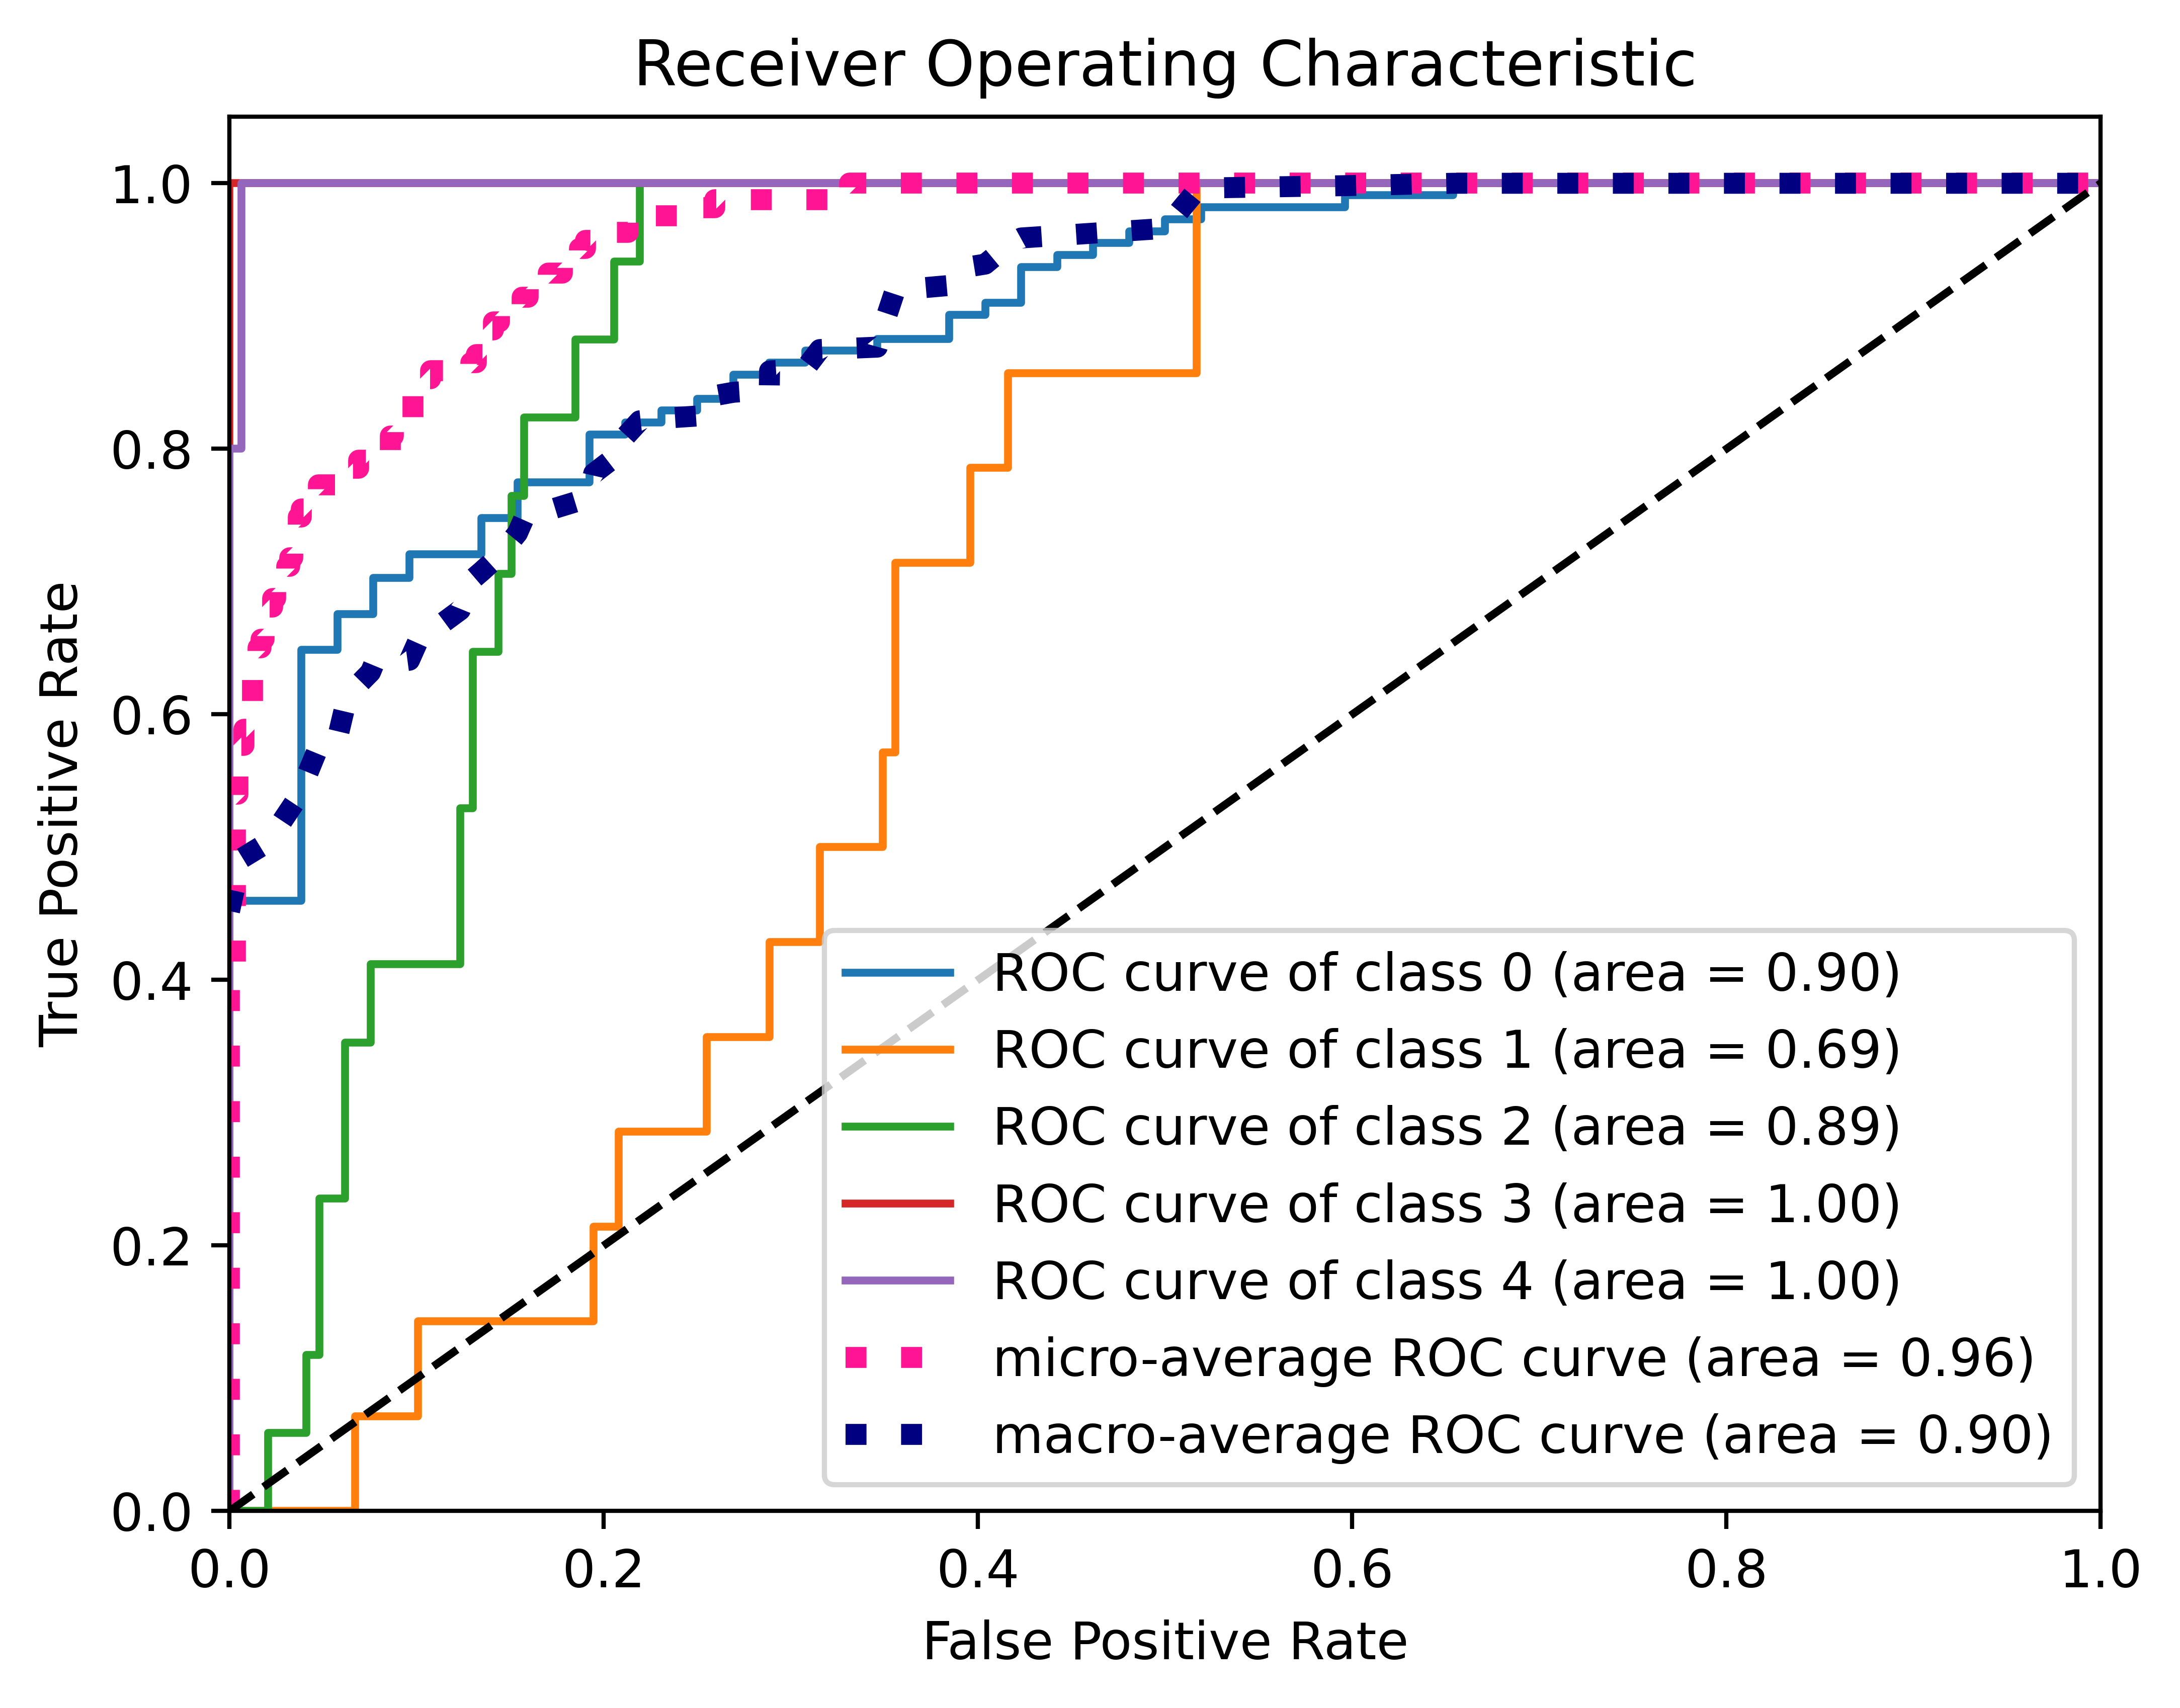 Receiver Operating Characteristic
1.0
0.8
0.6
0.4
0.2
0.0
True Positive Rate
ROC curve of class 0 (area = 0.90)
ROC curve of class 1 (area = 0.69)
ROC curve of class 2 (area = 0.89)
ROC curve of class 3 (area = 1.00)
ROC curve of class 4 (area = 1.00)
micro-average ROC curve (area = 0.96)
macro-average ROC curve (area = 0.90)
0.0 0.2 0.4 0.6 0.8 1.0
False Positive Rate